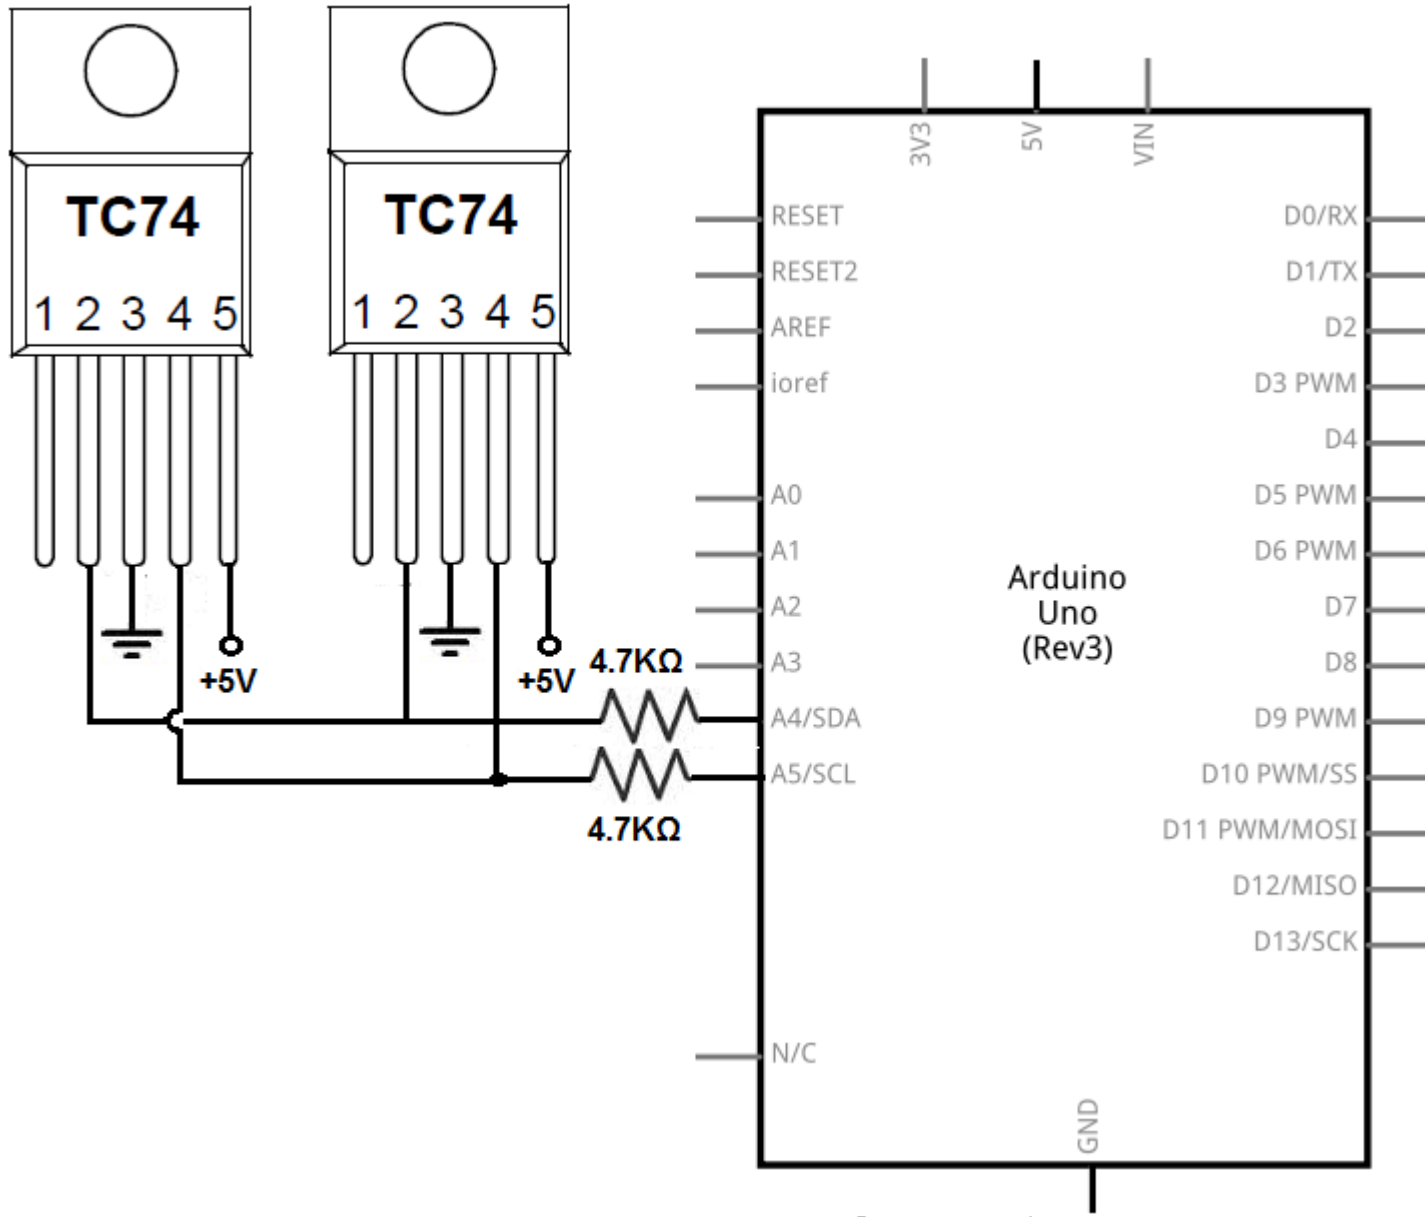 TC74
1 2 3 4 5
+5V
TC74
1 2 3 4 5
+5V
4.7KΩ
4.7KΩ
3V3
5V
VIN
RESET
RESET2
AREF
ioref
A0
A1
A2
A3
A4/SDA
A5/SCL
N/C
Arduino
Uno
(Rev3)
D0/RX
D1/TX
D2
D3 PWM
D4
D5 PWM
D6 PWM
D7
D8
D9 PWM
D10 PWM/SS
D11 PWM/MOSI
D12/MISO
D13/SCK
GND